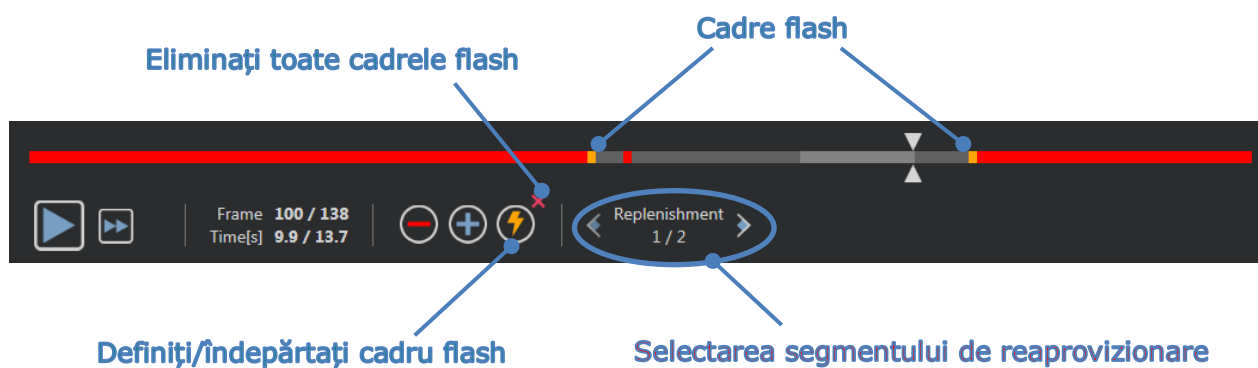 Cadre flash
Eliminați toate cadrele flash
Frame 100 / 138
Time[s] 9.9 / 13.7
Replenishment
1 / 2
Definiți/îndepărtați cadru flash
Selectarea segmentului de reaprovizionare